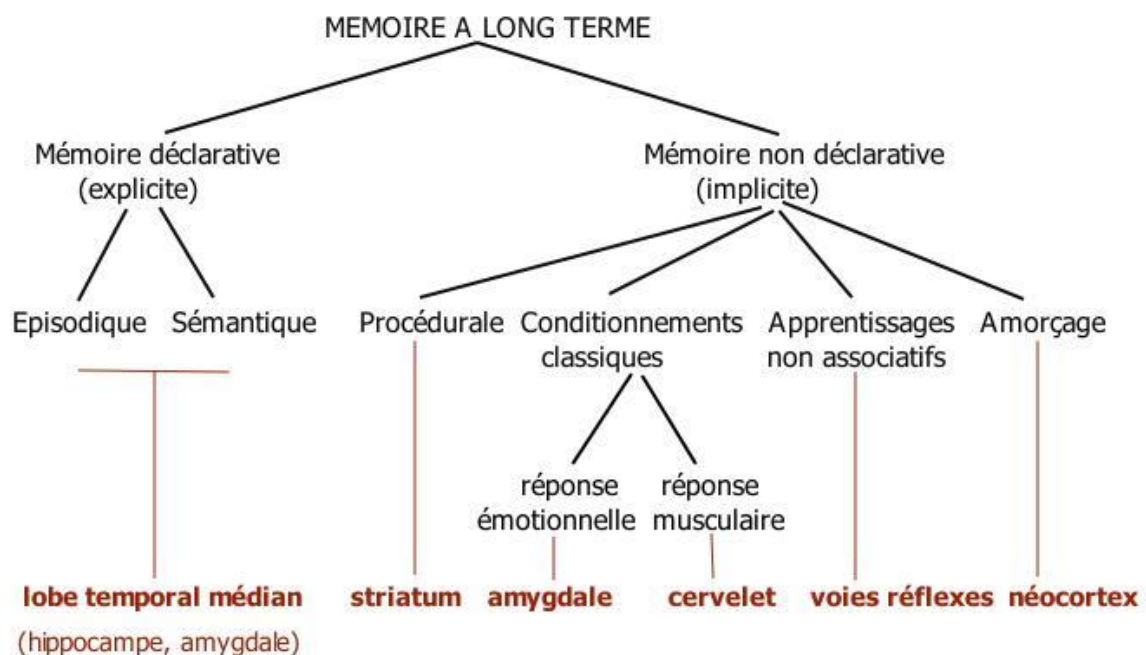 MEMOIRE A LONG TERME
Mémoire déclarative
(explicite)
Mémoire non déclarative
(implicite)
Episodique
Sémantique
Procédurale
Conditionnements
classiques
Apprentissages
non associatifs
Amorçage
réponse
émotionnelle
réponse
musculaire
lobe temporal médian
(hippocampe, amygdale)
striatum
amygdale
cervelet
voies réflexes
néocortex